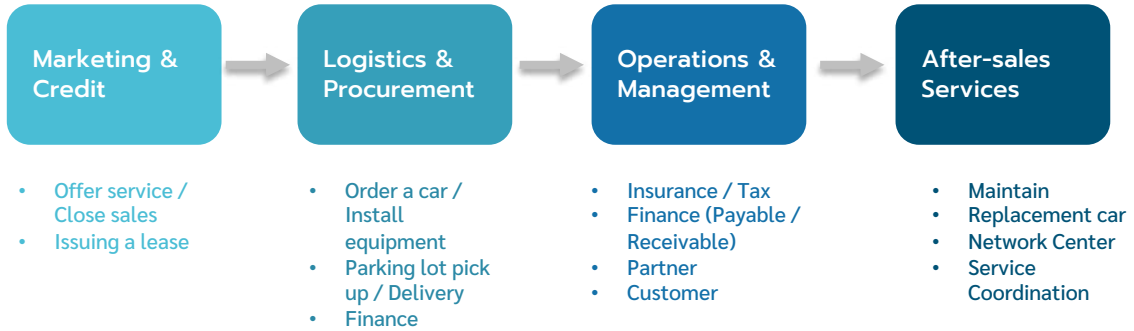 Marketing &
Credit
Logistics &
Procurement
Operations &
Management
After-sales
Services
• Offer service /
Close sales
• Issuing a lease
• Order a car /
Install
equipment
• Parking lot pick
up / Delivery
• Finance
• Insurance / Tax
• Finance (Payable /
Receivable)
• Partner
• Customer
• Maintain
• Replacement car
• Network Center
• Service
Coordination